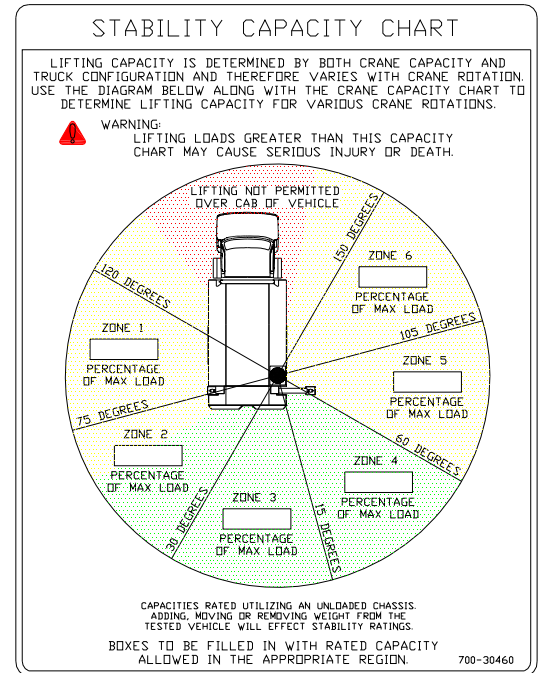 STABILITY CAPACITY CHART
LIFTING CAPACITY IS DETERMINED BY BOTH CRANE CAPACITY AND
TRUCK CONFIGURATION AND THEREFORE VARIES WITH CRANE ROTATION.
USE THE DIAGRAM BELOW ALONG WITH THE CRANE CAPACITY CHART TO
DETERMINE LIFTING CAPACITY FOR VARIOUS CRANE ROTATIONS.
WARNING:
LIFTING LOADS GREATER THAN THIS CAPACITY
CHART MAY CAUSE SERIOUS INJURY OR DEATH.
LIFTING NOT PERMITTED
OVER CAB OF VEHICLE
150 DEGREES
ZONE 6
PERCENTAGE
OF MAX LOAD
120 DEGREES
105 DEGREES
ZONE 1
PERCENTAGE
OF MAX LOAD
ZONE 5
PERCENTAGE
OF MAX LOAD
75 DEGREES
60 DEGREES
ZONE 2
PERCENTAGE
OF MAX LOAD
ZONE 4
PERCENTAGE
OF MAX LOAD
ZONE 3
PERCENTAGE
OF MAX LOAD
30 DEGREES
15 DEGREES
CAPACITIES RATED UTILIZING AN UNLOADED CHASSIS.
ADDING, MOVING OR REMOVING WEIGHT FROM THE
TESTED VEHICLE WILL EFFECT STABILITY RATINGS.
BOXES TO BE FILLED IN WITH RATED CAPACITY
ALLOWED IN THE APPROPRIATE REGION.
700-30460